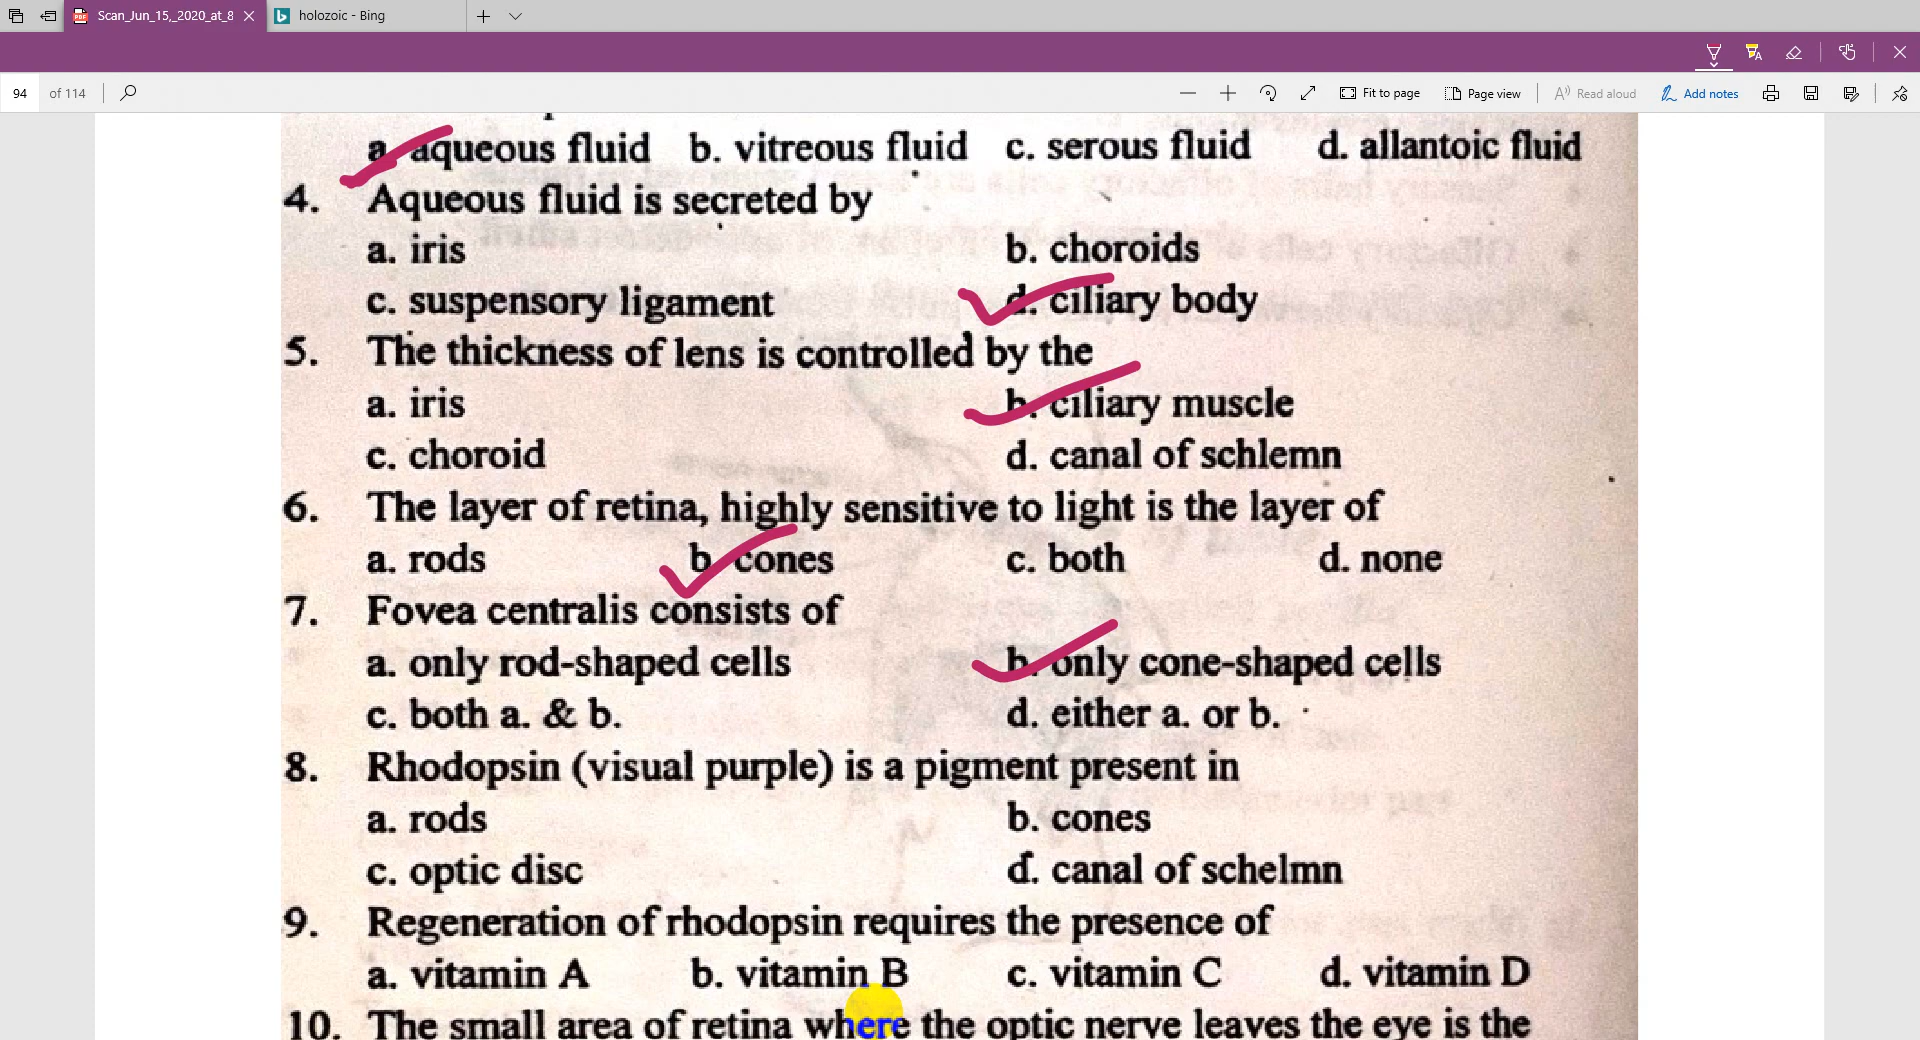 Scan_Jun_15,_2020_at_8
holozoic - Bing
94 of 114
Fit to page
Page view
Read aloud
Add notes
a. aqueous fluid b. vitreous fluid c. serous fluid d. allantoic fluid
4. Aqueous fluid is secreted by
a. iris b. choroids
c. suspensory ligament d. ciliary body
5. The thickness of lens is controlled by the
a. iris b. ciliary muscle
c. choroid d. canal of schlemn
6. The layer of retina, highly sensitive to light is the layer of
a. rods b. cones c. both d. none
7. Fovea centralis consists of
a. only rod-shaped cells b. only cone-shaped cells
c. both a. & b. d. either a. or b.
8. Rhodopsin (visual purple) is a pigment present in
a. rods b. cones
c. optic disc d. canal of schelmn
9. Regeneration of rhodopsin requires the presence of
a. vitamin A b. vitamin B c. vitamin C d. vitamin D
10. The small area of retina where the optic nerve leaves the eye is the